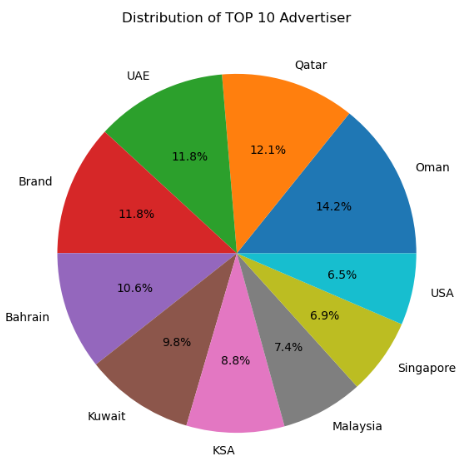 Distribution of TOP 10 Advertiser
Oman
14.2%
Qatar
12.1%
UAE
11.8%
Brand
11.8%
Bahrain
10.6%
Kuwait
9.8%
KSA
8.8%
Malaysia
7.4%
Singapore
6.9%
USA
6.5%